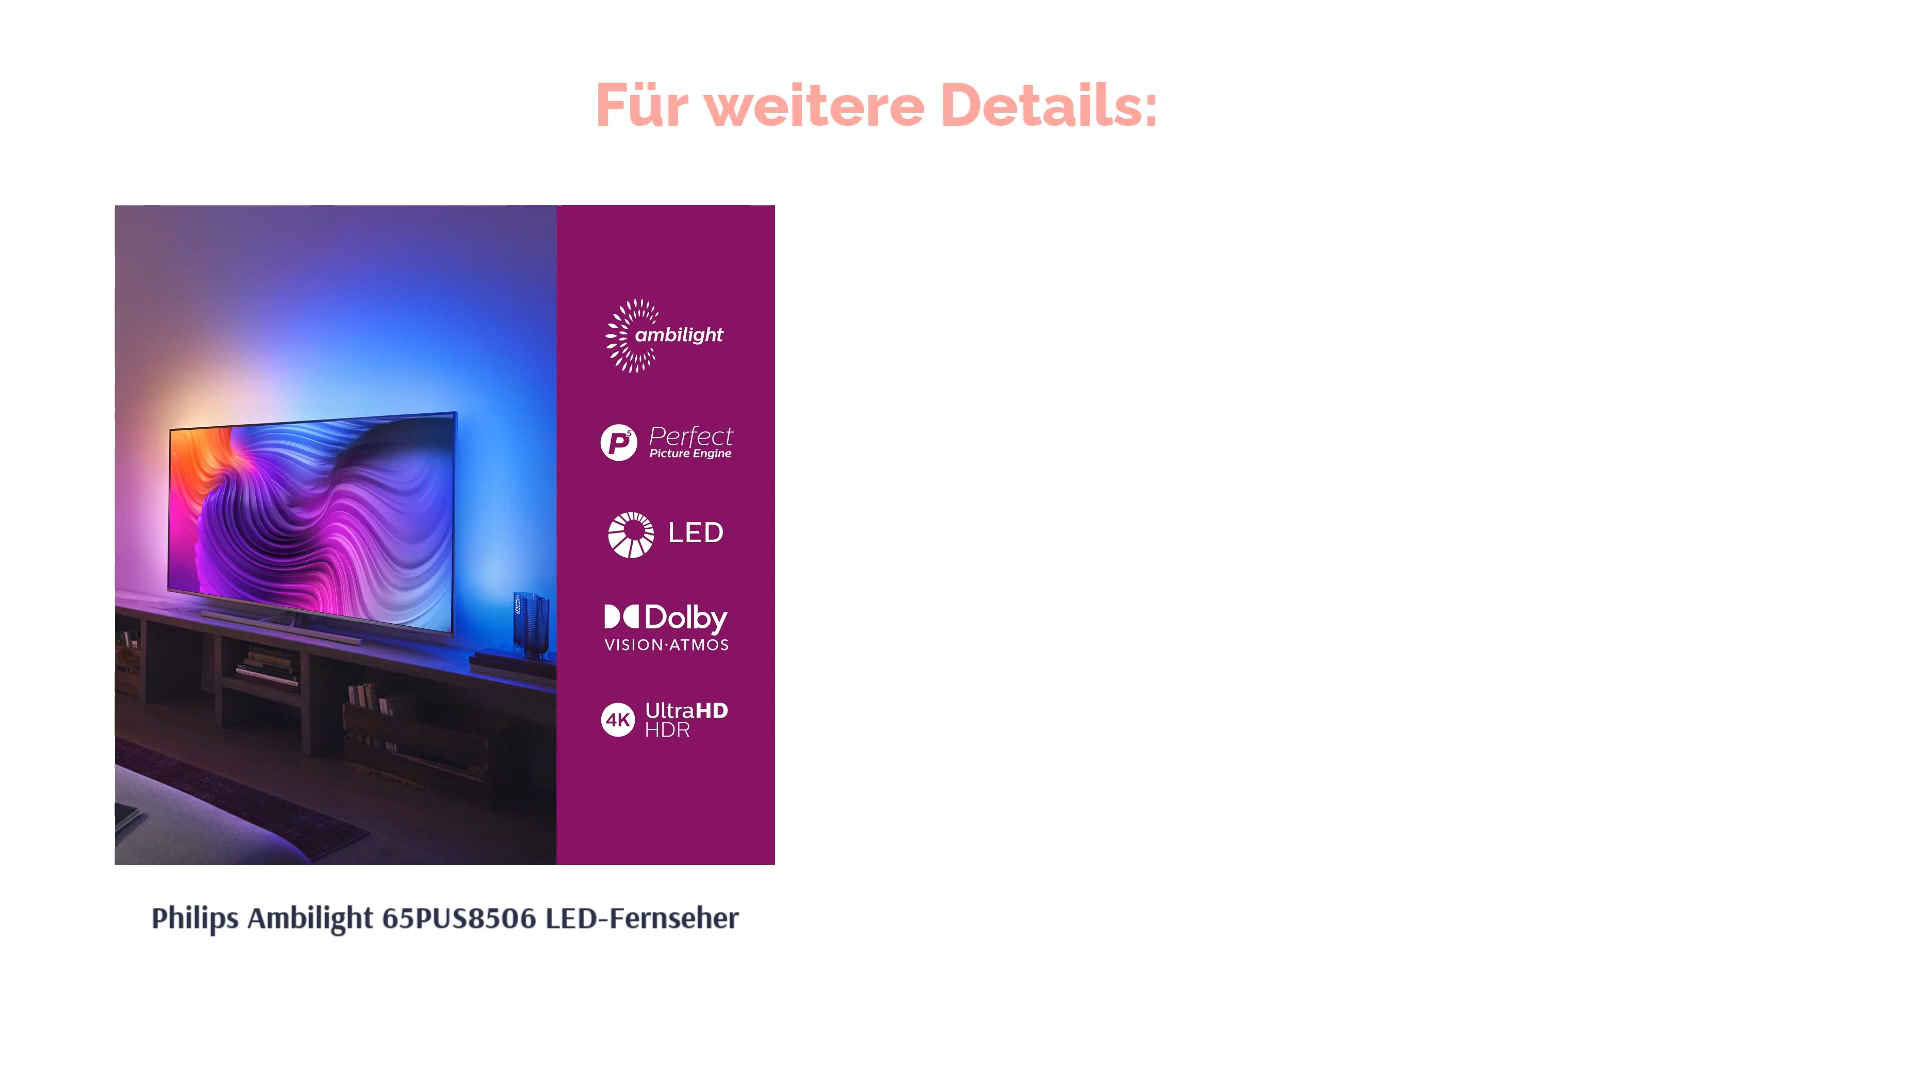 Für weitere Details:
ambilight
P5 Perfect
Picture Engine
LED
Dolby
VISION·ATMOS
4K UltraHD
HDR
Philips Ambilight 65PUS8506 LED-Fernseher